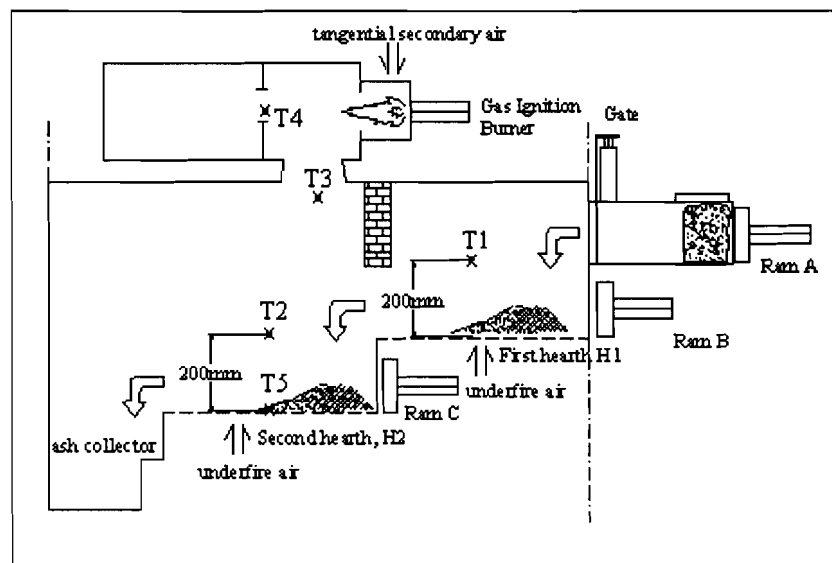 tangential secondary air
T4
Gas Ignition
Burner
Gate
T3
T1
Ram A
200mm
T2
Ram B
First hearth, H1
200mm
T5
underfire air
Ram C
ash collector
Second hearth, H2
underfire air